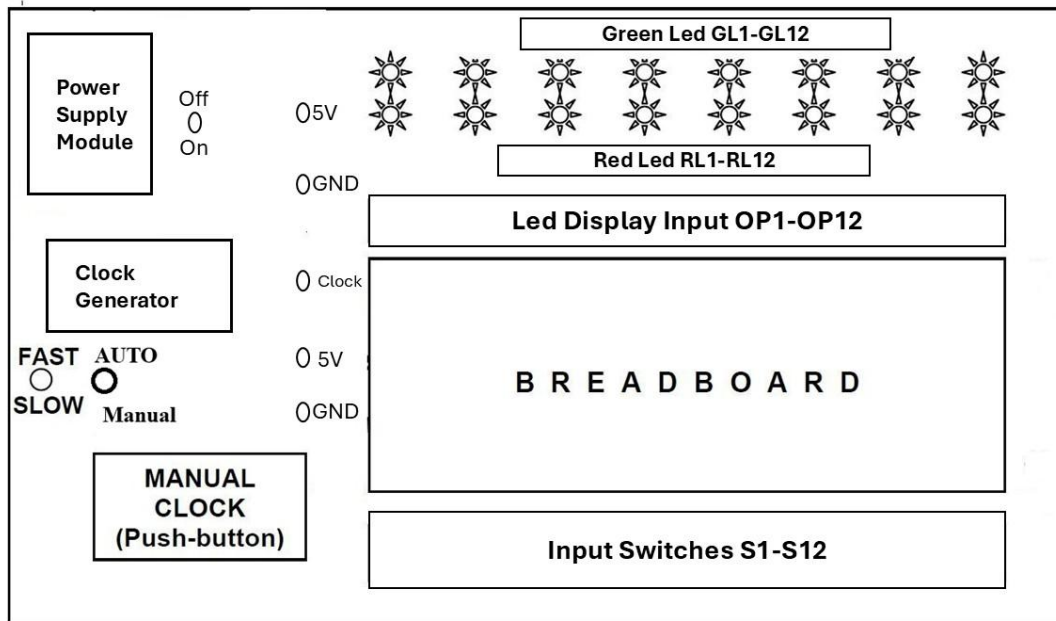 Green Led GL1-GL12
Power
Supply
Module
Off
On
5V
Red Led RL1-RL12
GND
Led Display Input OP1-OP12
Clock
Generator
Clock
FAST
AUTO
SLOW
Manual
5V
GND
BREADBOARD
MANUAL
CLOCK
(Push-button)
Input Switches S1-S12